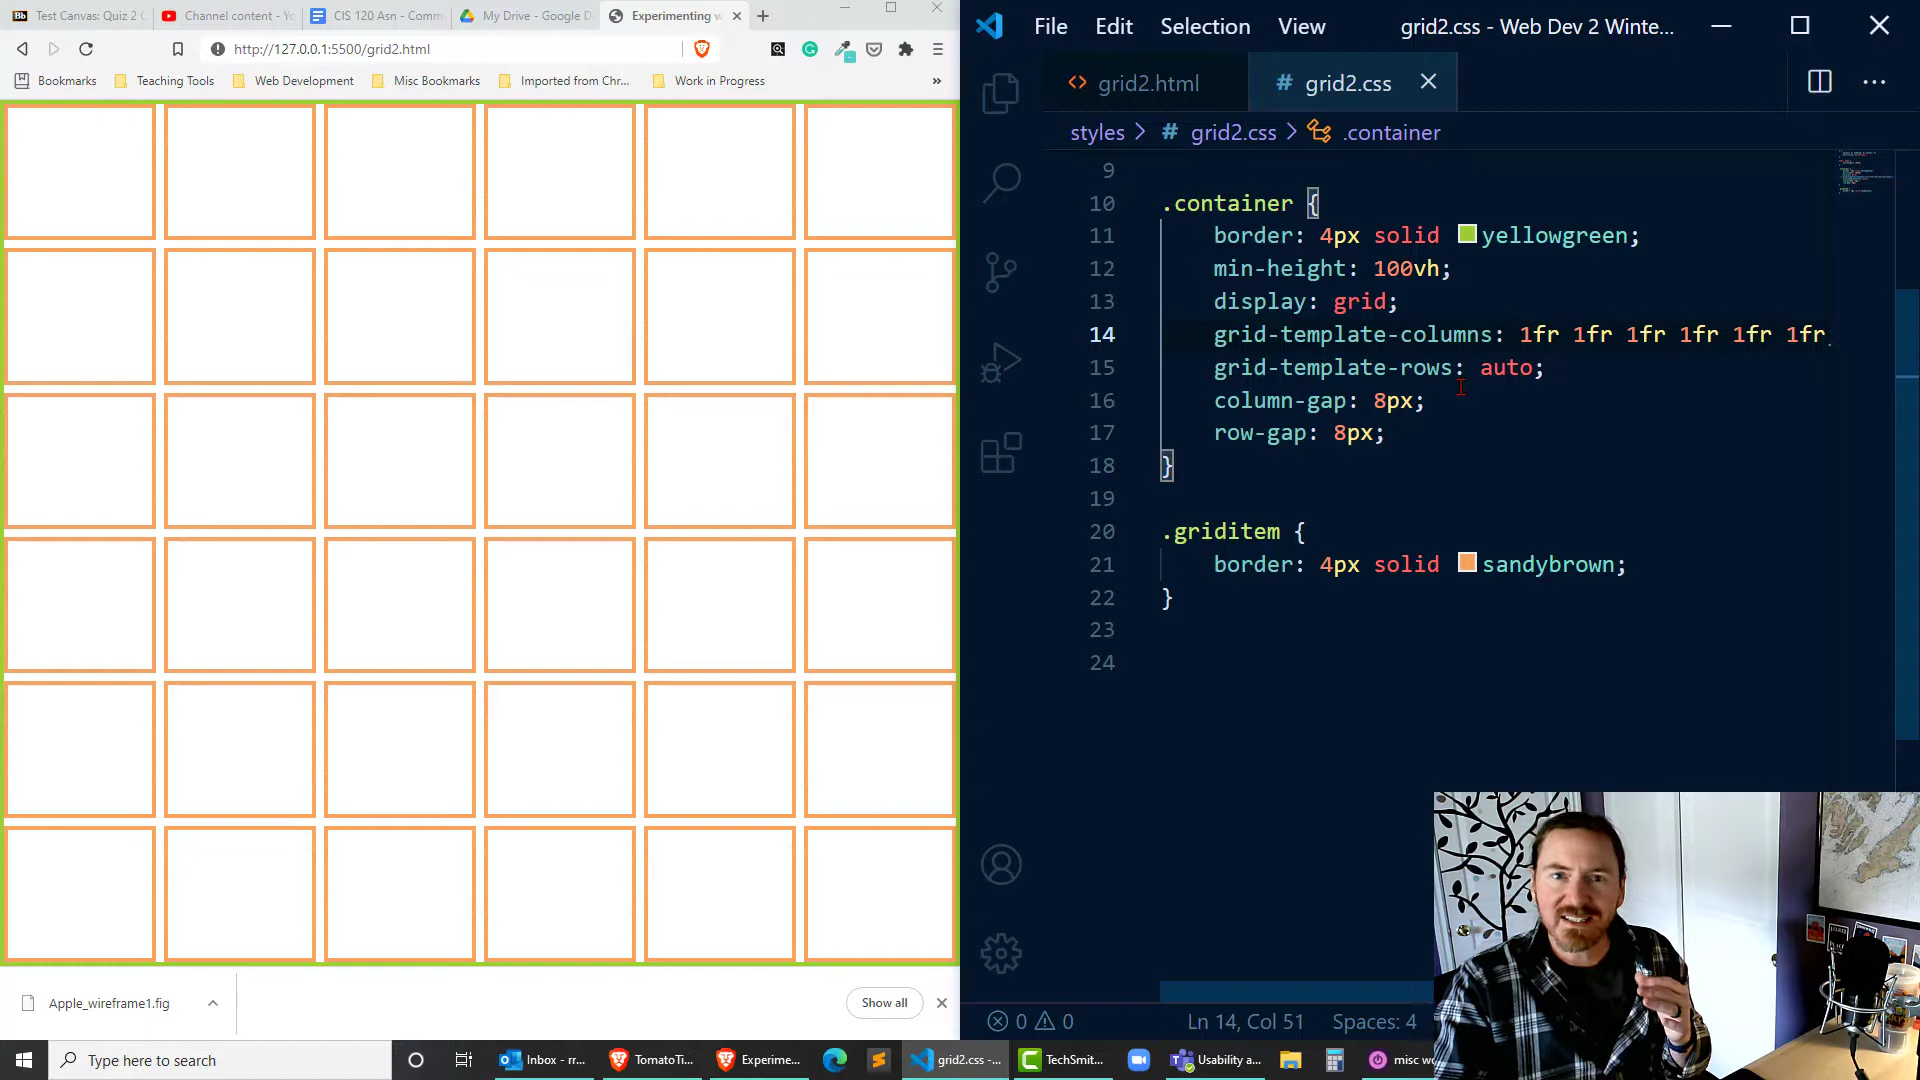 Bb Test Canvas: Quiz 2
Channel content - Yo
CIS 120 Asn - Comm
My Drive - Google D
Experimenting w
http://127.0.0.1:5500/grid2.html
Bookmarks
Teaching Tools
Web Development
Misc Bookmarks
Imported from Chr...
Work in Progress
»
Apple_wireframe1.fig
Show all
File Edit Selection View
grid2.css - Web Dev 2 Winte...
<> grid2.html
# grid2.css
styles > # grid2.css > .container
9
10 .container {
11 border: 4px solid yellowgreen;
12 min-height: 100vh;
13 display: grid;
14 grid-template-columns: 1fr 1fr 1fr 1fr 1fr 1fr;
15 grid-template-rows: auto;
16 column-gap: 8px;
17 row-gap: 8px;
18 }
19
20 .griditem {
21 border: 4px solid sandybrown;
22 }
23
24
0 0
Ln 14, Col 51
Spaces: 4
Type here to search
Inbox - rr...
TomatoTi...
Experime...
grid2.css -...
TechSmit...
Usability a...
misc wo